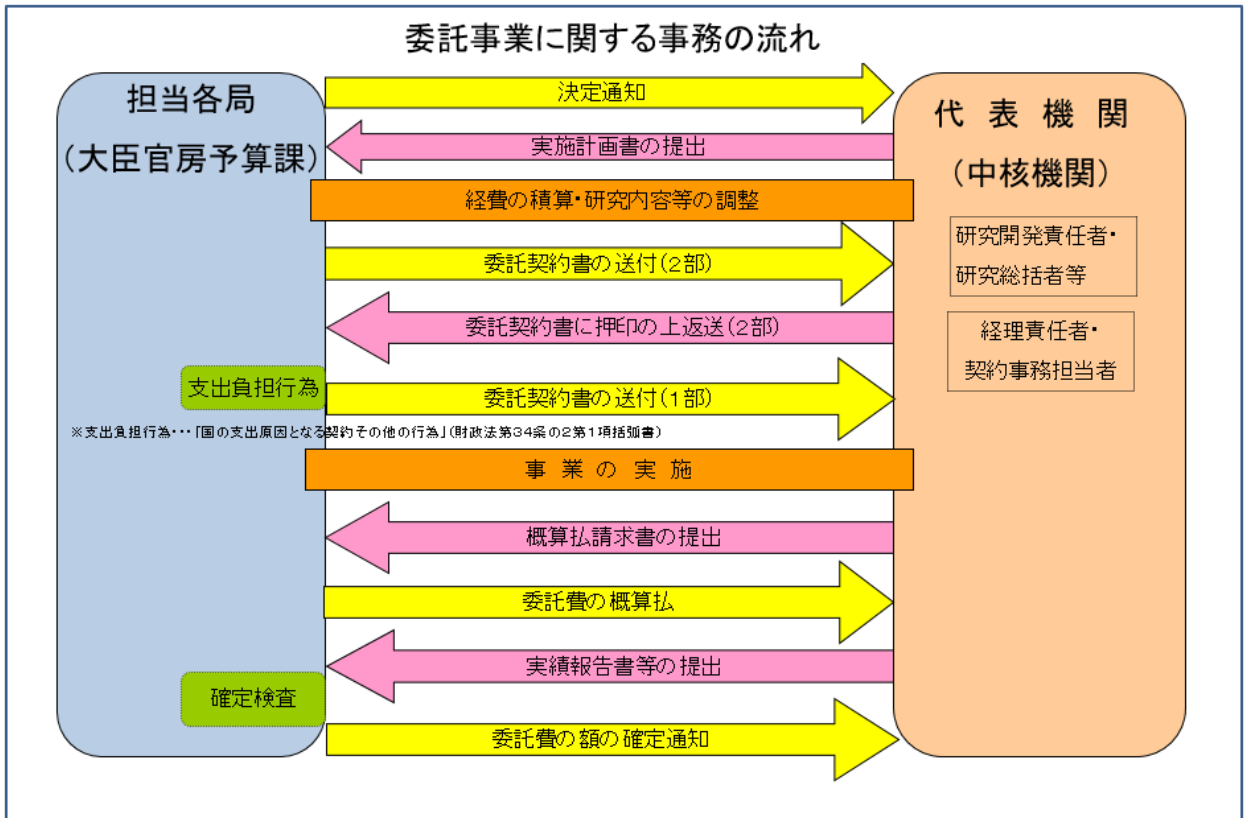 委託事業に関する事務の流れ
担当各局
(大臣官房予算課)
代表機関
(中核機関)
研究開発責任者・
研究総括者等
経理責任者・
契約事務担当者
決定通知
実施計画書の提出
経費の積算・研究内容等の調整
委託契約書の送付(2部)
委託契約書に押印の上返送(2部)
支出負担行為
委託契約書の送付(1部)
※支出負担行為・・・「国の支出原因となる契約その他の行為」(財政法第34条の2第1項括弧書)
事業の実施
概算払請求書の提出
委託費の概算払
実績報告書等の提出
確定検査
委託費の額の確定通知